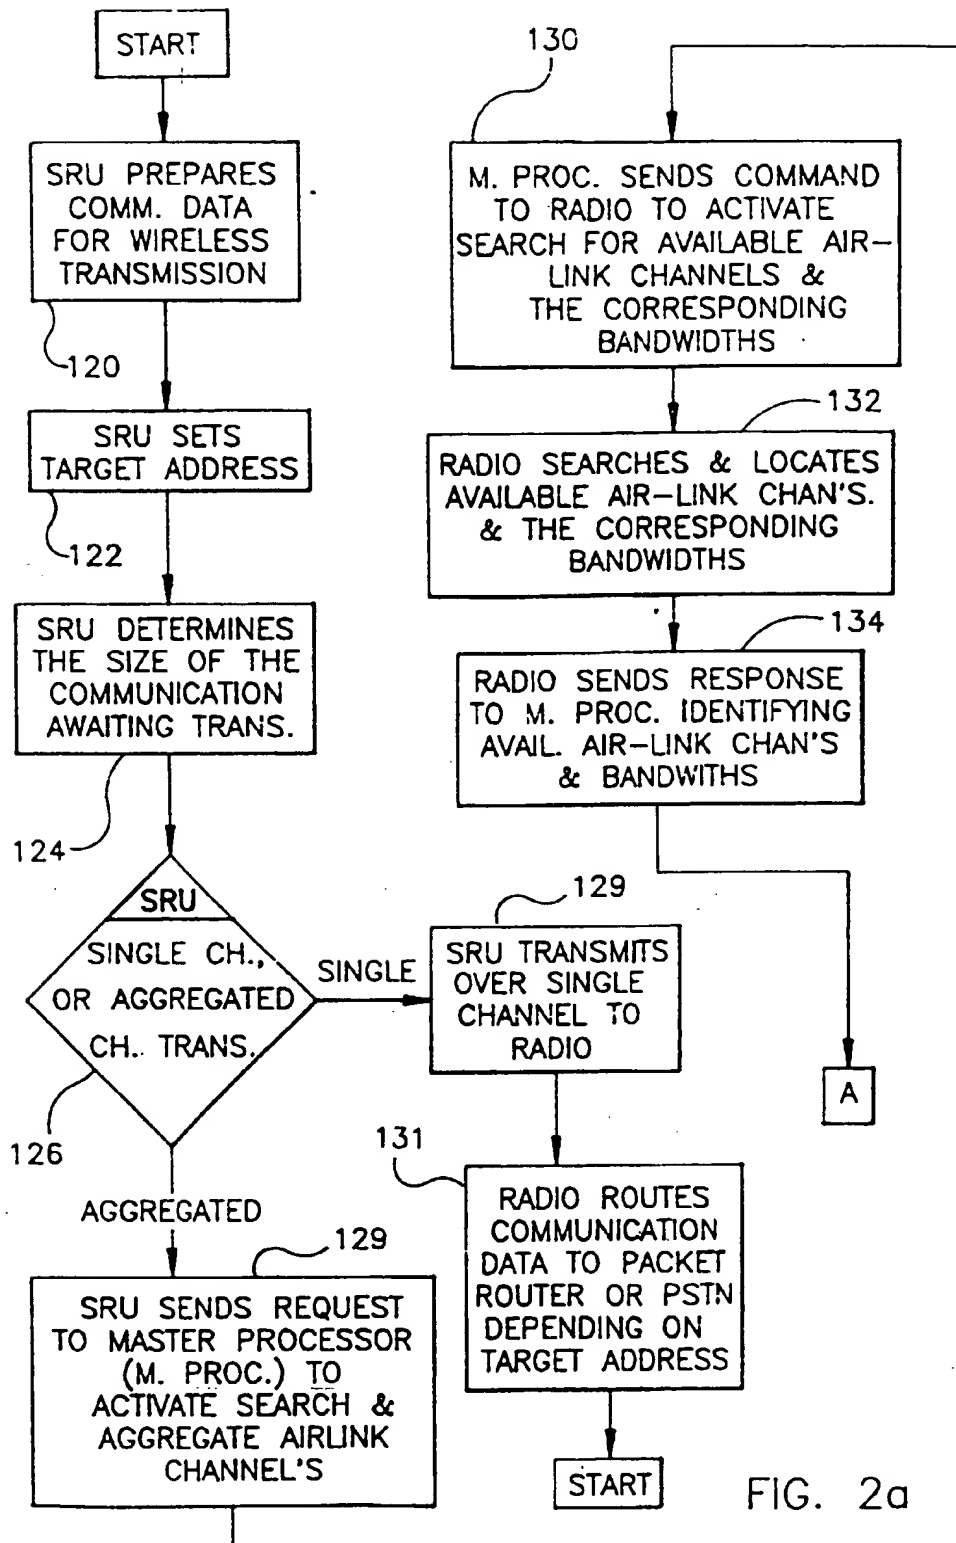 START
SRU PREPARES
COMM. DATA
FOR WIRELESS
TRANSMISSION
120
SRU SETS
TARGET ADDRESS
122
SRU DETERMINES
THE SIZE OF THE
COMMUNICATION
AWAITING TRANS.
124
SRU
SINGLE CH.,
OR AGGREGATED
CH. TRANS.
126
SINGLE
AGGREGATED
129
SRU SENDS REQUEST
TO MASTER PROCESSOR
(M. PROC.) TO
ACTIVATE SEARCH &
AGGREGATE AIRLINK
CHANNEL'S
129
SRU TRANSMITS
OVER SINGLE
CHANNEL TO
RADIO
131
RADIO ROUTES
COMMUNICATION
DATA TO PACKET
ROUTER OR PSTN
DEPENDING ON
TARGET ADDRESS
START
130
M. PROC. SENDS COMMAND
TO RADIO TO ACTIVATE
SEARCH FOR AVAILABLE AIR-
LINK CHANNELS &
THE CORRESPONDING
BANDWIDTHS
132
RADIO SEARCHES & LOCATES
AVAILABLE AIR-LINK CHAN'S.
& THE CORRESPONDING
BANDWIDTHS
134
RADIO SENDS RESPONSE
TO M. PROC. IDENTIFYING
AVAIL. AIR-LINK CHAN'S
& BANDWITHS
A
FIG. 2a